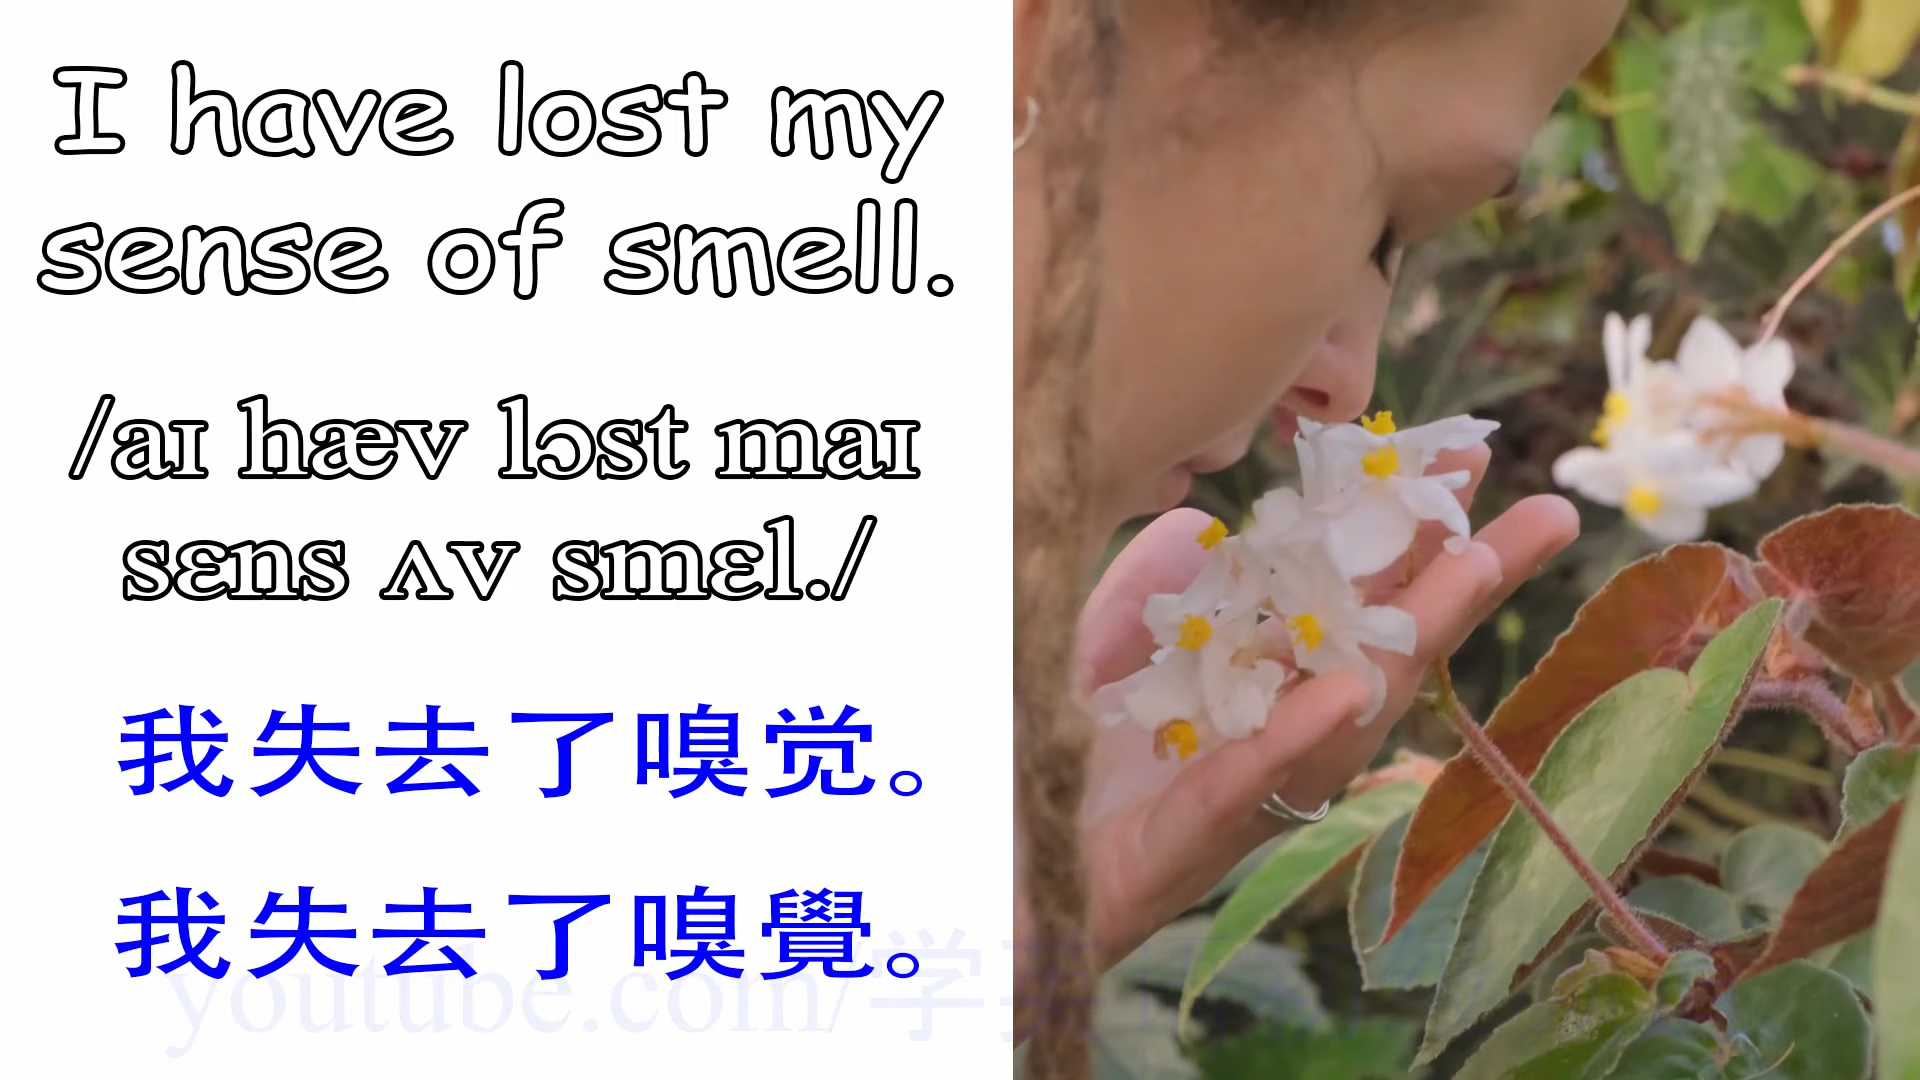 I have lost my
sense of smell.
/aɪ hæv lɔst maɪ
sɛns ʌv smɛl./
我失去了嗅觉。
我失去了嗅覺。
youtube.com/学英